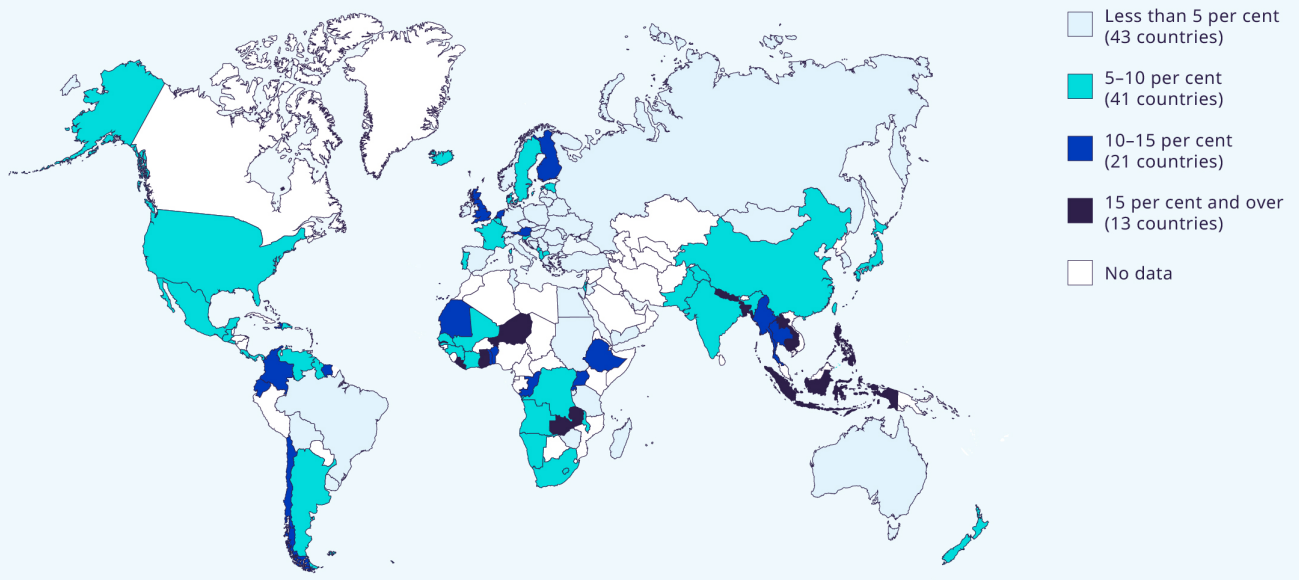 Less than 5 per cent
(43 countries)
5–10 per cent
(41 countries)
10–15 per cent
(21 countries)
15 per cent and over
(13 countries)
No data